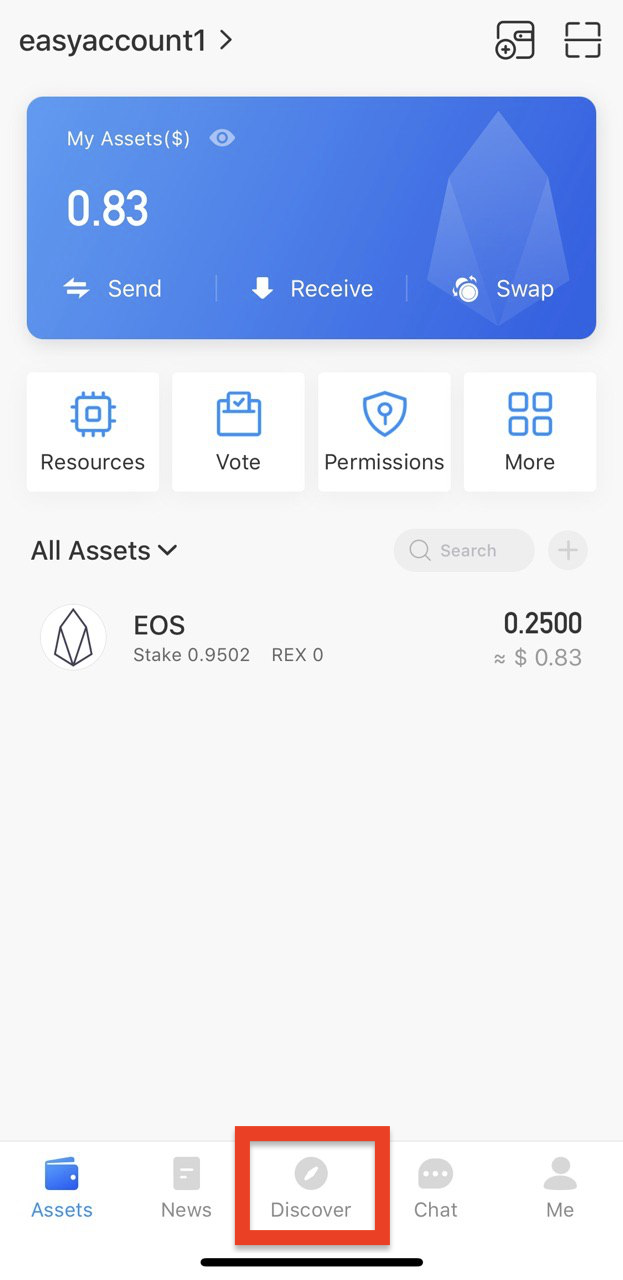 easyaccount1
My Assets($)
0.83
Send Receive Swap
Resources Vote Permissions More
All Assets Search
EOS 0.2500
Stake 0.9502 REX 0 ≈ $ 0.83
Assets News Discover Chat Me